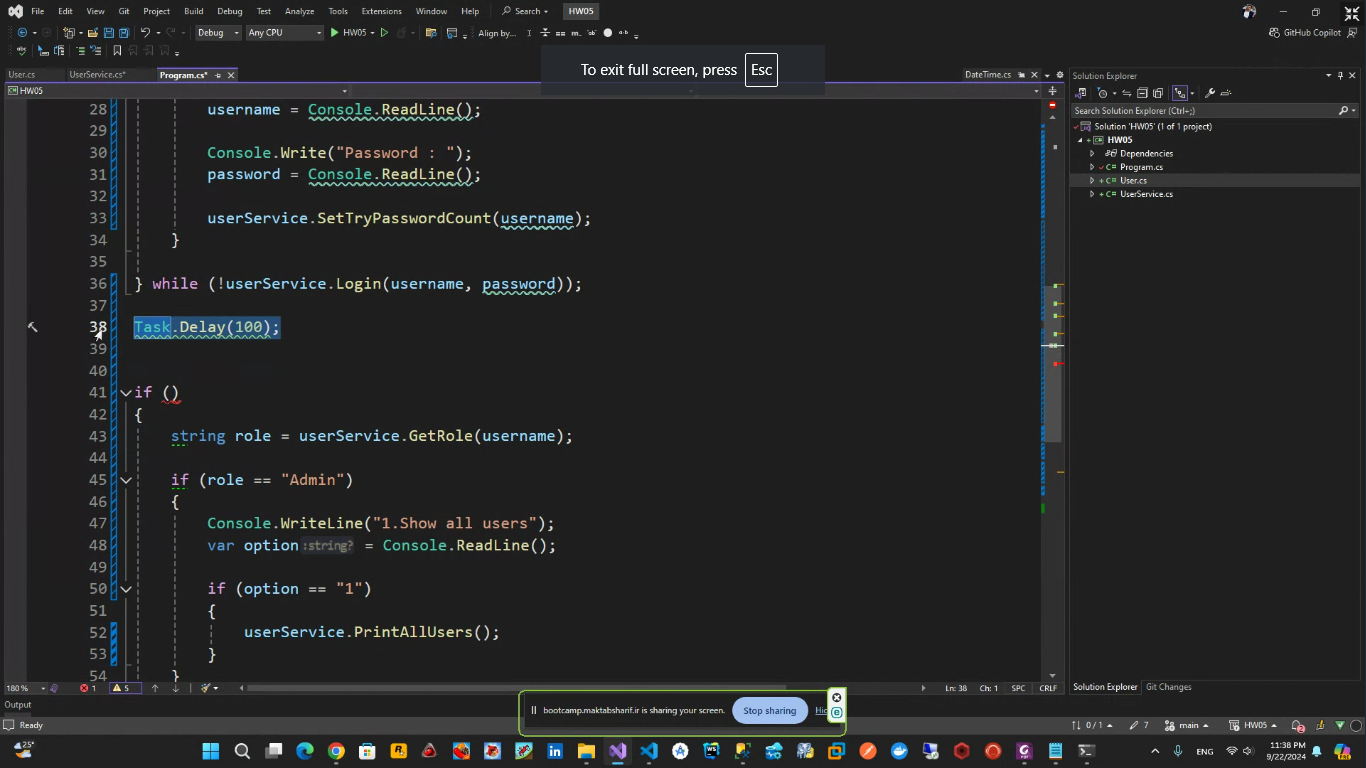 File Edit View Git Project Build Debug Test Analyze Tools Extensions Window Help Search HW05
Debug Any CPU HW05 Align by... GitHub Copilot
To exit full screen, press Esc
User.cs UserService.cs* Program.cs* DateTime.cs
HW05
28 username = Console.ReadLine();
29
30 Console.Write("Password : ");
31 password = Console.ReadLine();
32
33 userService.SetTryPasswordCount(username);
34 }
35
36 } while (!userService.Login(username, password));
37
38 Task.Delay(100);
39
40
41 if ()
42 {
43 string role = userService.GetRole(username);
44
45 if (role == "Admin")
46 {
47 Console.WriteLine("1.Show all users");
48 var option :string? = Console.ReadLine();
49
50 if (option == "1")
51 {
52 userService.PrintAllUsers();
53 }
54 }
Solution Explorer
Search Solution Explorer (Ctrl+;)
Solution 'HW05' (1 of 1 project)
HW05
Dependencies
Program.cs
User.cs
UserService.cs
180 % 1 5 Ln: 38 Ch: 1 SPC CRLF
Solution Explorer Git Changes
Output
bootcamp.maktabsharif.ir is sharing your screen. Stop sharing Hid
Ready 0 / 1 7 main HW05 2
25° ENG 11:38 PM
9/22/2024